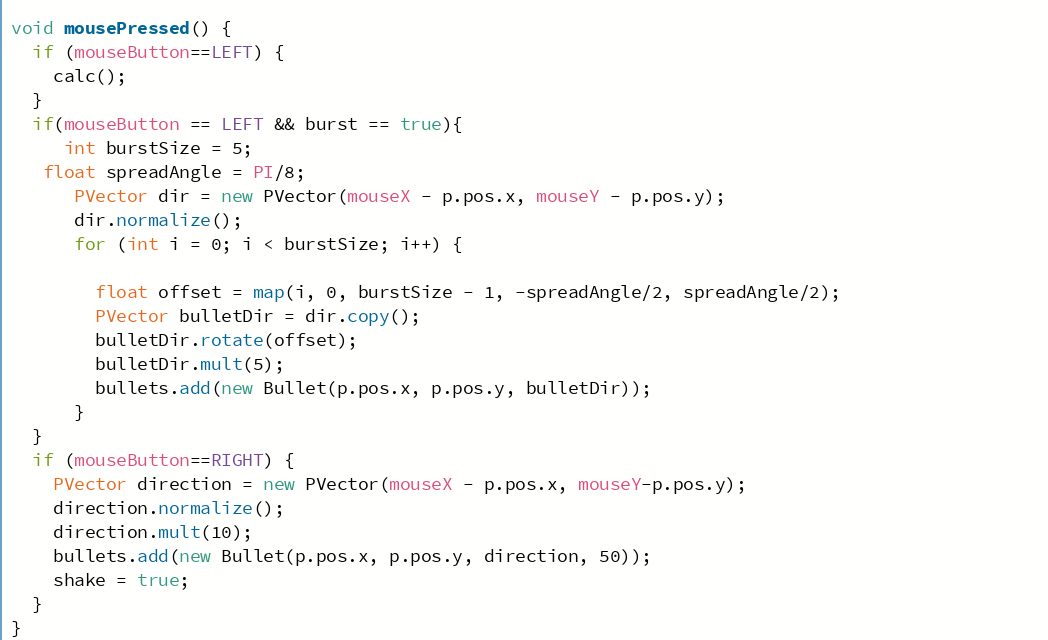 void mousePressed() {
  if (mouseButton==LEFT) {
    calc();
  }
  if(mouseButton == LEFT && burst == true){
     int burstSize = 5;
   float spreadAngle = PI/8;
      PVector dir = new PVector(mouseX - p.pos.x, mouseY - p.pos.y);
      dir.normalize();
      for (int i = 0; i < burstSize; i++) {

        float offset = map(i, 0, burstSize - 1, -spreadAngle/2, spreadAngle/2);
        PVector bulletDir = dir.copy();
        bulletDir.rotate(offset);
        bulletDir.mult(5);
        bullets.add(new Bullet(p.pos.x, p.pos.y, bulletDir));
      }
  }
  if (mouseButton==RIGHT) {
    PVector direction = new PVector(mouseX - p.pos.x, mouseY-p.pos.y);
    direction.normalize();
    direction.mult(10);
    bullets.add(new Bullet(p.pos.x, p.pos.y, direction, 50));
    shake = true;
  }
}